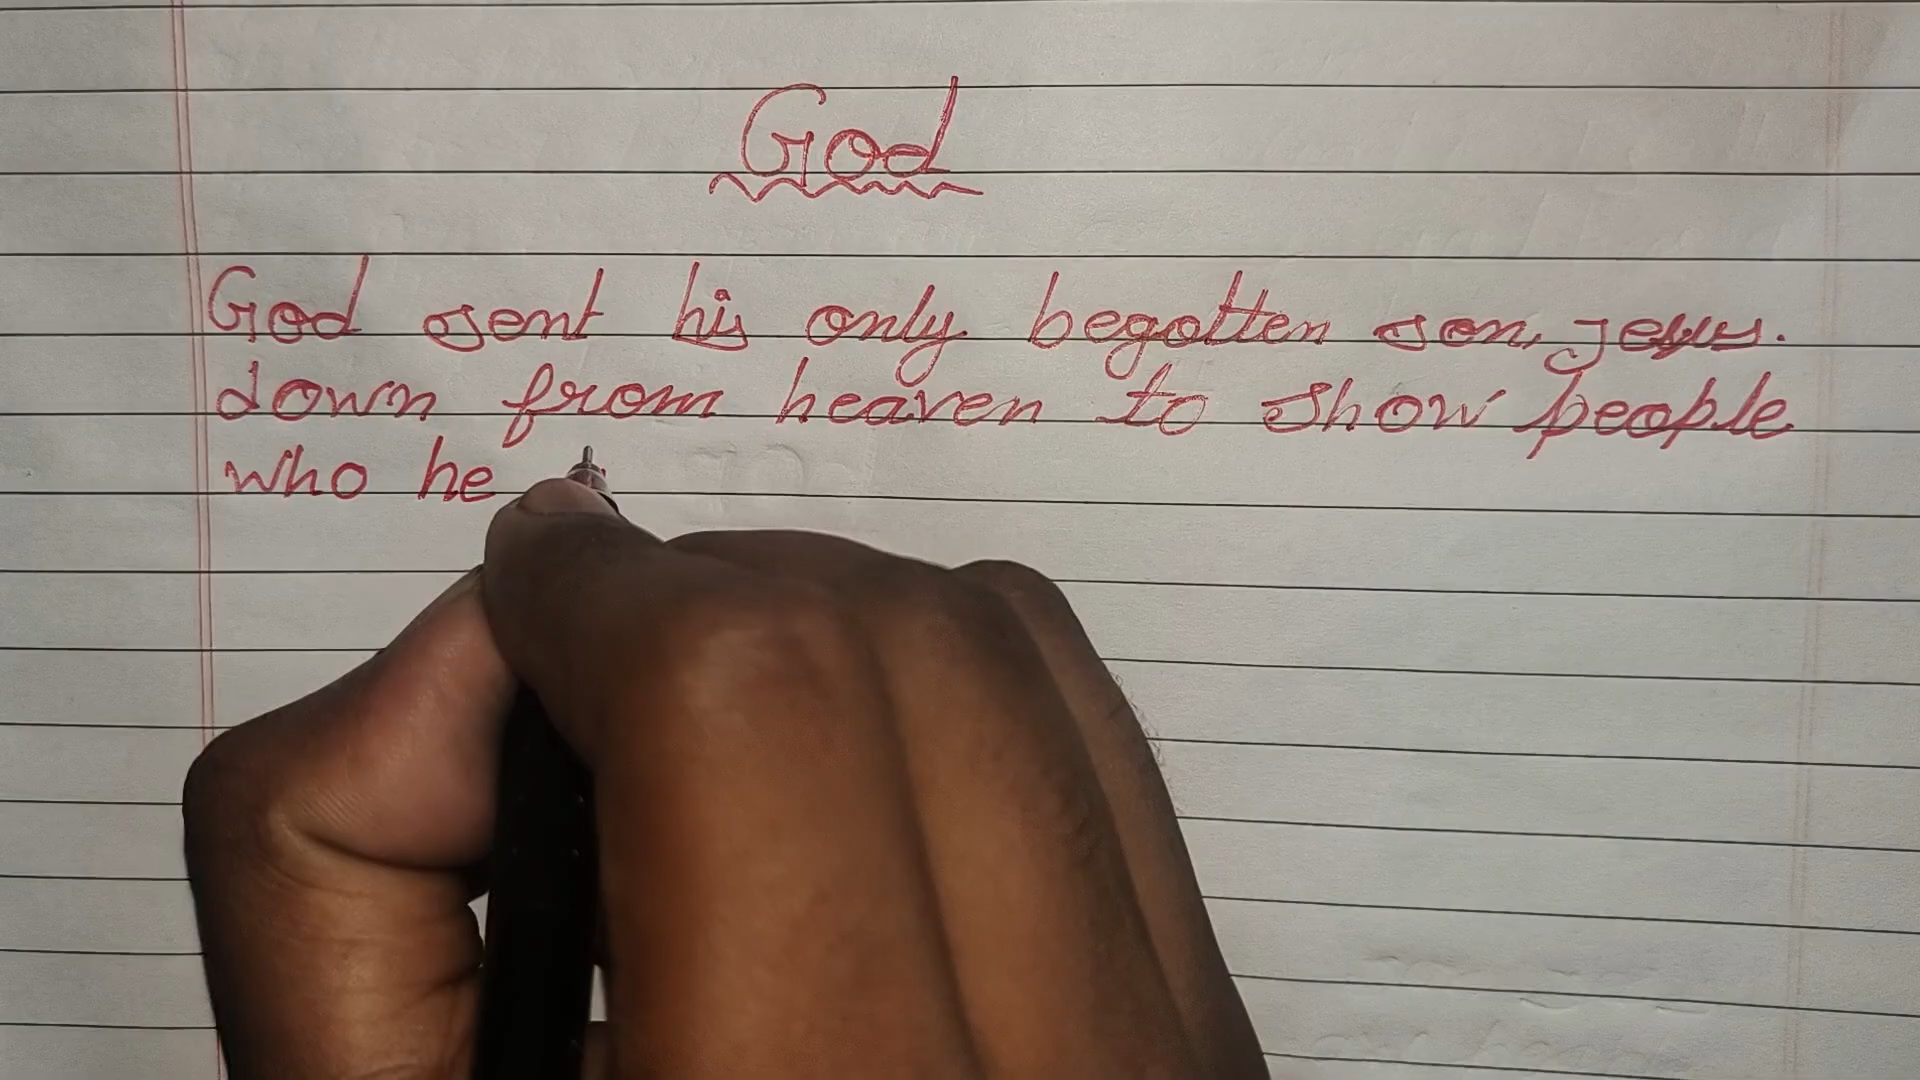 God
God sent his only begotten son, Jesus.
down from heaven to show people
who he